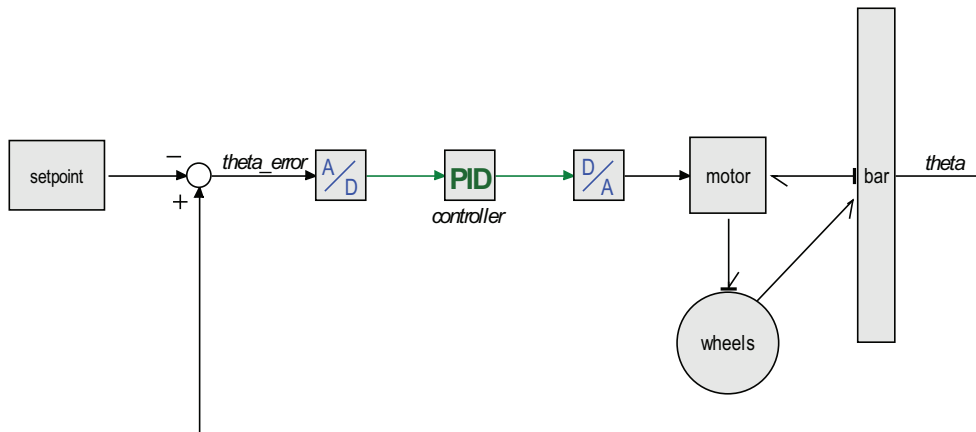 setpoint
−
+
theta_error
A
D
PID
controller
D
A
motor
wheels
bar
theta